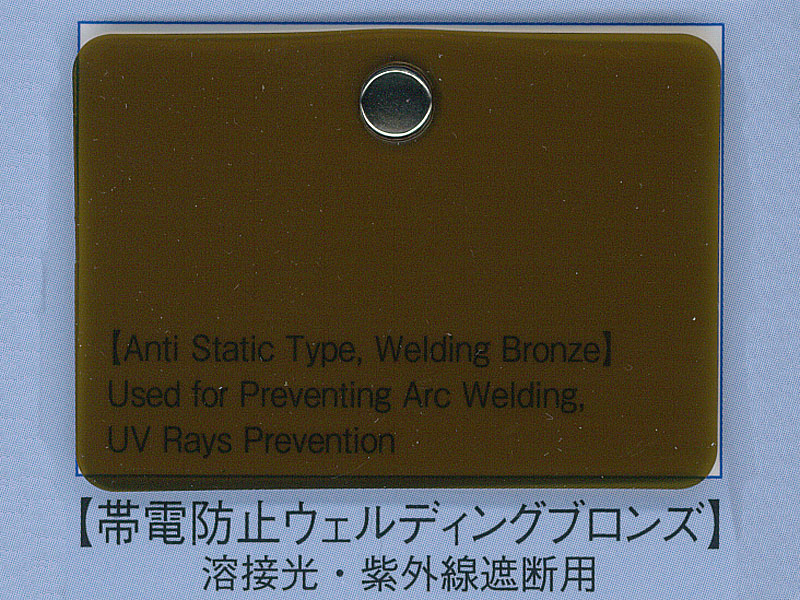 【Anti Static Type, Welding Bronze】
Used for Preventing Arc Welding,
UV Rays Prevention
【帯電防止ウェルディングブロンズ】
溶接光・紫外線遮断用